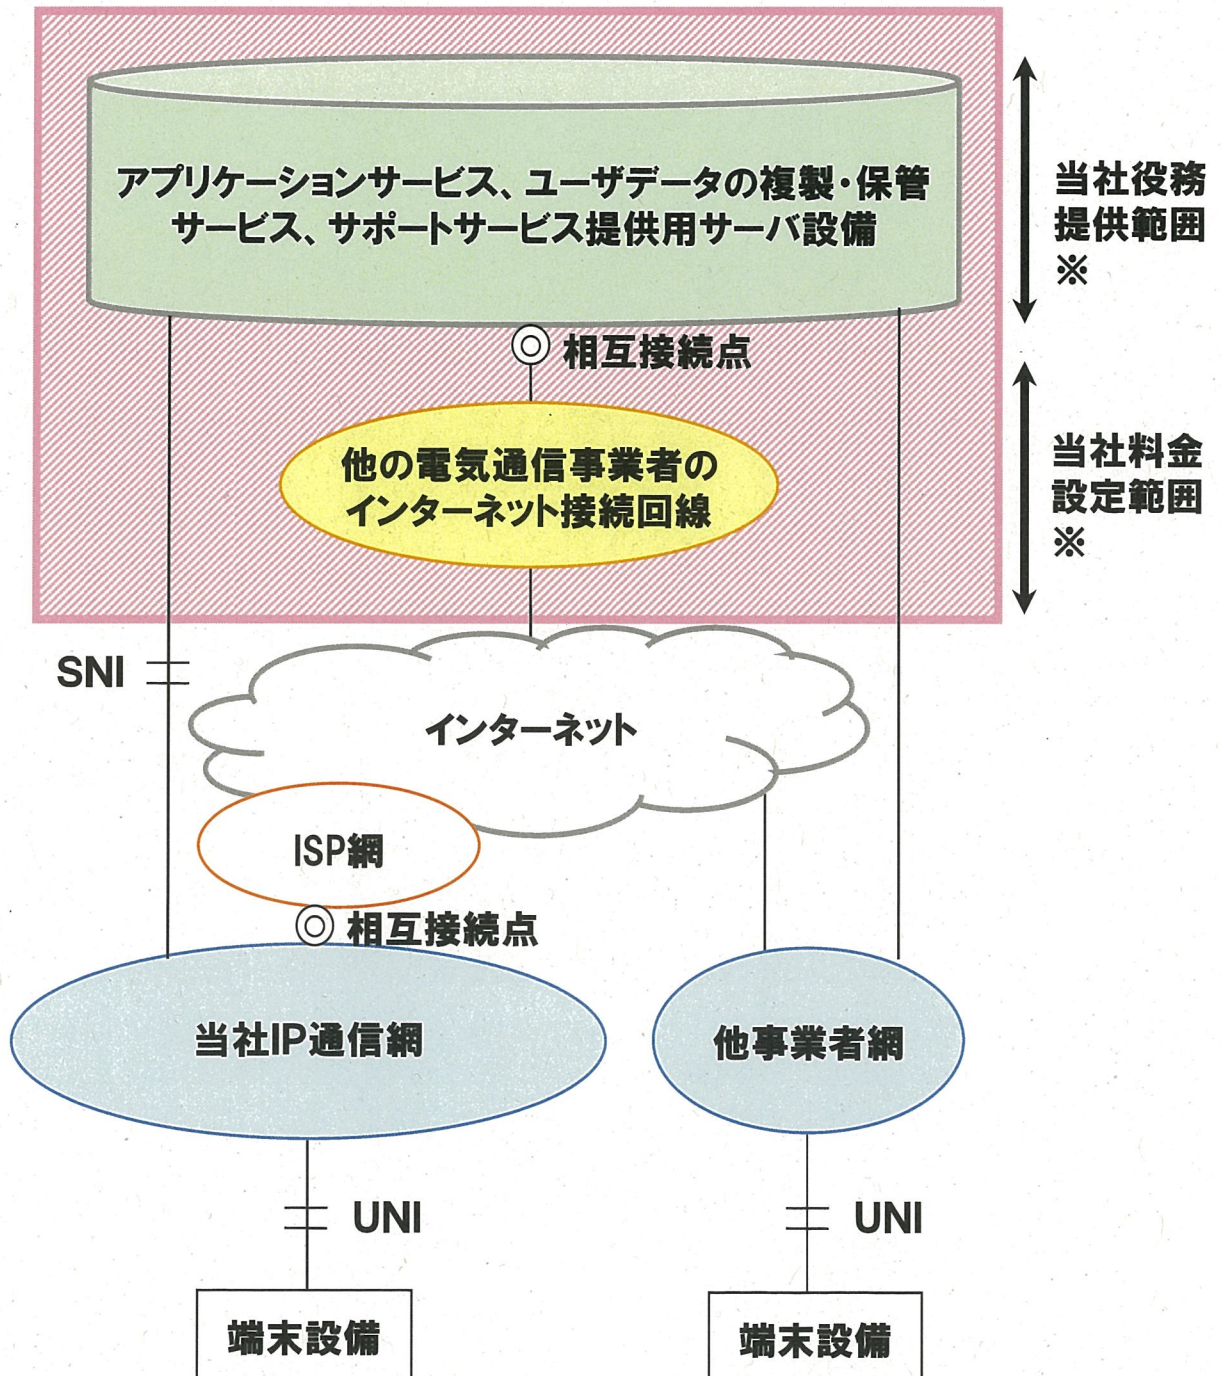 アプリケーションサービス、ユーザデータの複製・保管
サービス、サポートサービス提供用サーバ設備
当社役務
提供範囲
※
相互接続点
他の電気通信事業者の
インターネット接続回線
当社料金
設定範囲
※
SNI
インターネット
ISP網
相互接続点
当社IP通信網
他事業者網
UNI
UNI
端末設備
端末設備